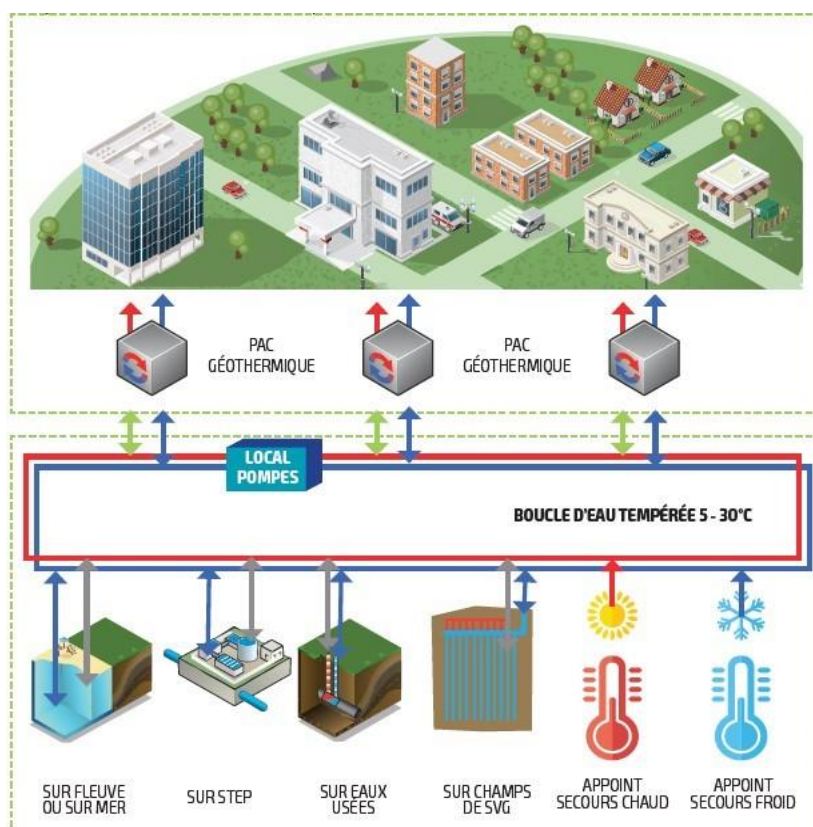 PAC
GÉOTHERMIQUE
PAC
GÉOTHERMIQUE
LOCAL
POMPES
BOUCLE D'EAU TEMPÉRÉE 5 - 30°C
SUR FLEUVE
OU SUR MER
SUR STEP
SUR EAUX
USÉES
SUR CHAMPS
DE SVG
APPOINT
SECOURS CHAUD
APPOINT
SECOURS FROID